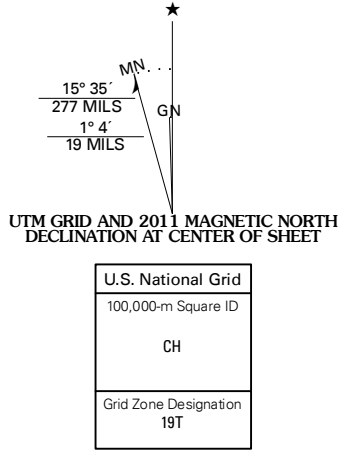 ★
MN
15° 35´
GN
277 MILS
1° 4´
19 MILS
UTM GRID AND 2011 MAGNETIC NORTH
DECLINATION AT CENTER OF SHEET
U.S. National Grid
100,000-m Square ID
CH
Grid Zone Designation
19T